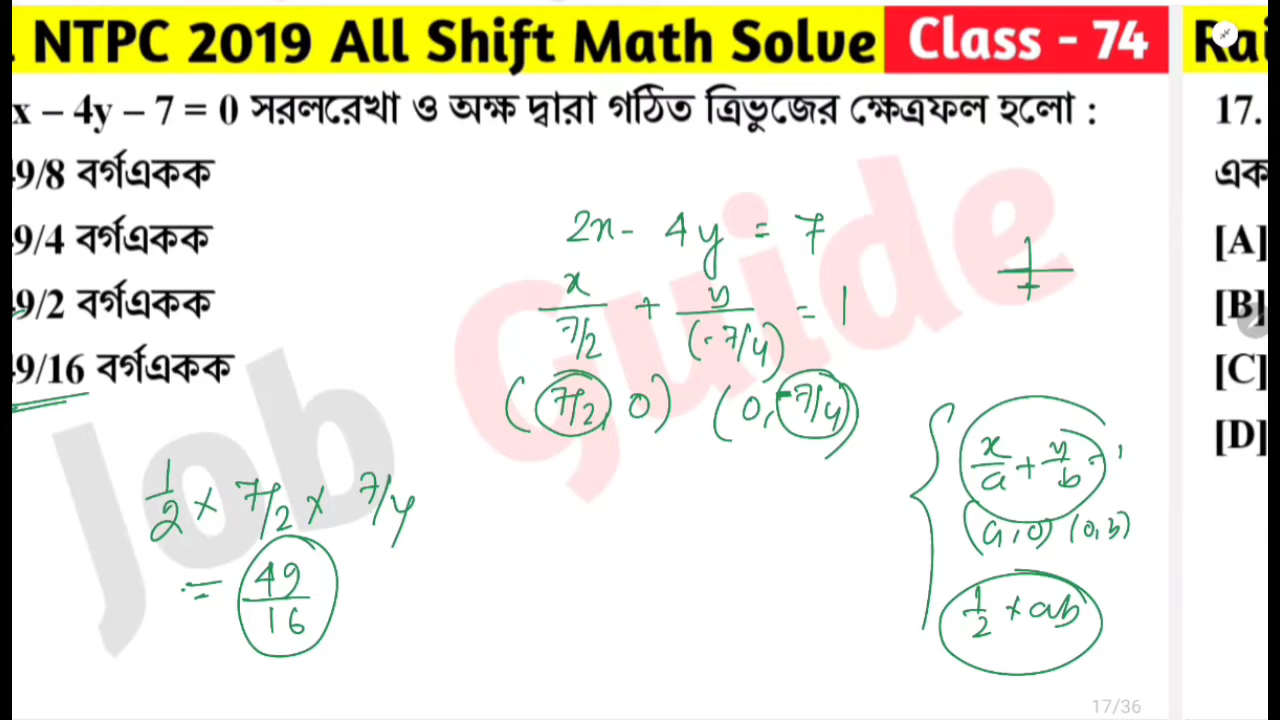 NTPC 2019 All Shift Math Solve Class - 74 Rai
x – 4y – 7 = 0 সরলরেখা ও অক্ষ দ্বারা গঠিত ত্রিভুজের ক্ষেত্রফল হলো :
9/8 বর্গএকক
9/4 বর্গএকক
9/2 বর্গএকক
9/16 বর্গএকক
2x - 4y = 7
x/7/2 + y/(-7/4) = 1
(7/2, 0) (0, -7/4)
1/2 × 7/2 × 7/4
= 49/16
x/a + y/b = 1
(a, 0) (0, b)
1/2 × ab
Job Guide
17.
এক
[A]
[B]
[C]
[D]
17/36